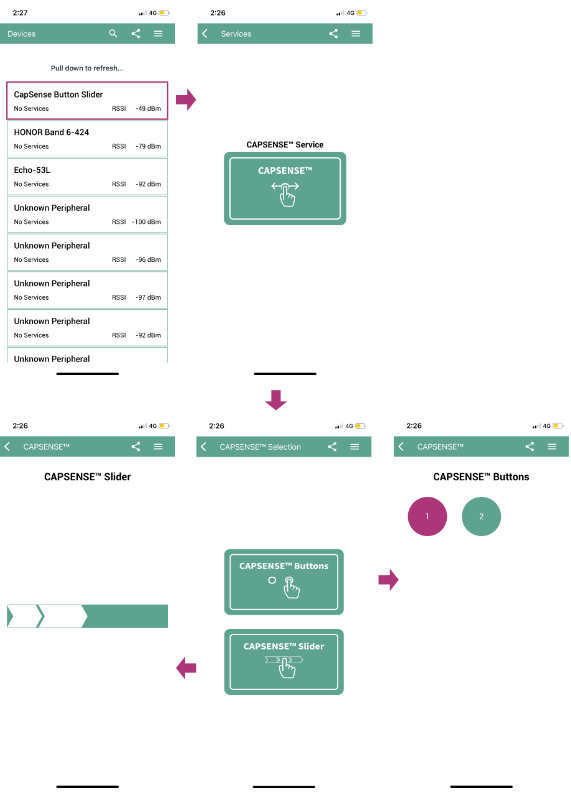 2:27
4G
Devices
Pull down to refresh...
CapSense Button Slider
No Services RSSI -49 dBm
HONOR Band 6-424
No Services RSSI -79 dBm
Echo-53L
No Services RSSI -92 dBm
Unknown Peripheral
No Services RSSI -100 dBm
Unknown Peripheral
No Services RSSI -96 dBm
Unknown Peripheral
No Services RSSI -97 dBm
Unknown Peripheral
No Services RSSI -92 dBm
Unknown Peripheral
2:26
4G
Services
CAPSENSE™ Service
CAPSENSE™
2:26
4G
CAPSENSE™
CAPSENSE™ Slider
2:26
4G
CAPSENSE™ Selection
CAPSENSE™ Buttons
CAPSENSE™ Slider
2:26
4G
CAPSENSE™
CAPSENSE™ Buttons
1
2